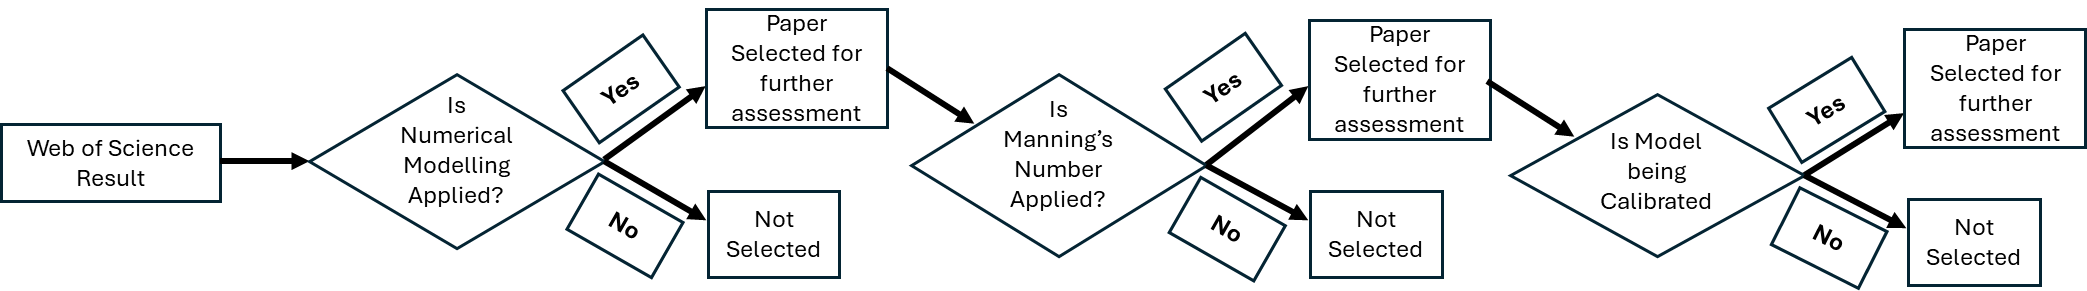 Web of Science
Result
Is
Numerical
Modelling
Applied?
Yes
No
Paper
Selected for
further
assessment
Not
Selected
Is
Manning’s
Number
Applied?
Yes
No
Paper
Selected for
further
assessment
Not
Selected
Is Model
being
Calibrated
Yes
No
Paper
Selected for
further
assessment
Not
Selected